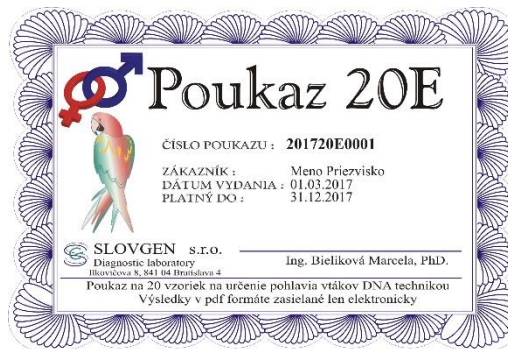 Poukaz 20E
ČÍSLO POUKAZU : 201720E0001
ZÁKAZNÍK : Meno Priezvisko
DÁTUM VYDANIA : 01.03.2017
PLATNÝ DO : 31.12.2017
SLOVGEN s.r.o.
Diagnostic laboratory
Ilkovičova 8, 841 04 Bratislava 4
Ing. Bieliková Marcela, PhD.
Poukaz na 20 vzoriek na určenie pohlavia vtákov DNA technikou
Výsledky v pdf formáte zasielané len elektronicky